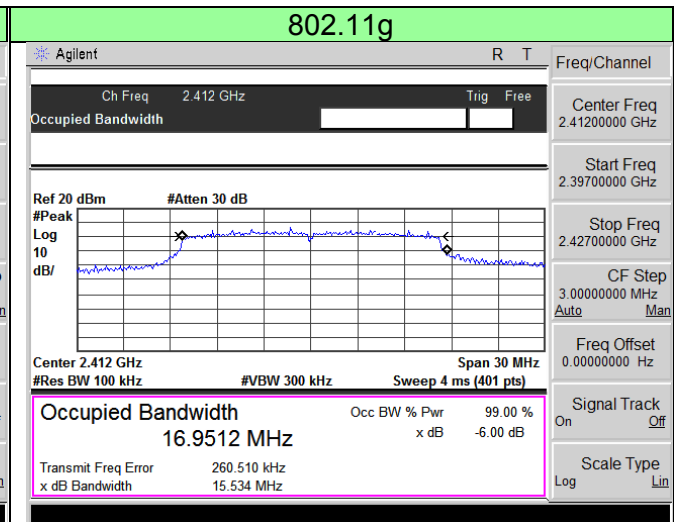 802.11g
Agilent R T
Ch Freq 2.412 GHz Trig Free
Occupied Bandwidth
Ref 20 dBm #Atten 30 dB
#Peak
Log
10
dB/
Center 2.412 GHz Span 30 MHz
#Res BW 100 kHz #VBW 300 kHz Sweep 4 ms (401 pts)
Occupied Bandwidth Occ BW % Pwr 99.00 %
16.9512 MHz x dB -6.00 dB
Transmit Freq Error 260.510 kHz
x dB Bandwidth 15.534 MHz
Freq/Channel
Center Freq
2.41200000 GHz
Start Freq
2.39700000 GHz
Stop Freq
2.42700000 GHz
CF Step
3.00000000 MHz
Auto Man
Freq Offset
0.00000000 Hz
Signal Track
On Off
Scale Type
Log Lin